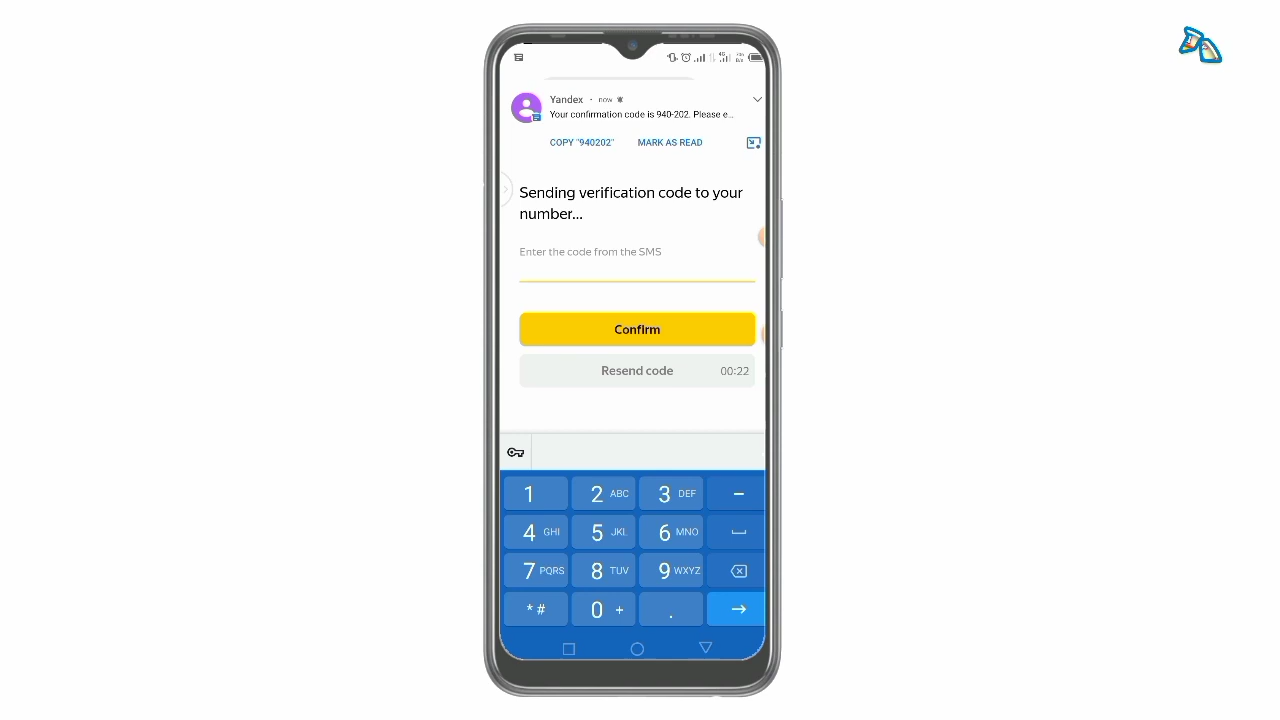 Yandex · now
Your confirmation code is 940-202. Please e...
COPY "940202" MARK AS READ
Sending verification code to your
number...
Enter the code from the SMS
Confirm
Resend code 00:22
1 2 ABC 3 DEF –
4 GHI 5 JKL 6 MNO
7 PQRS 8 TUV 9 WXYZ
* # 0 + .